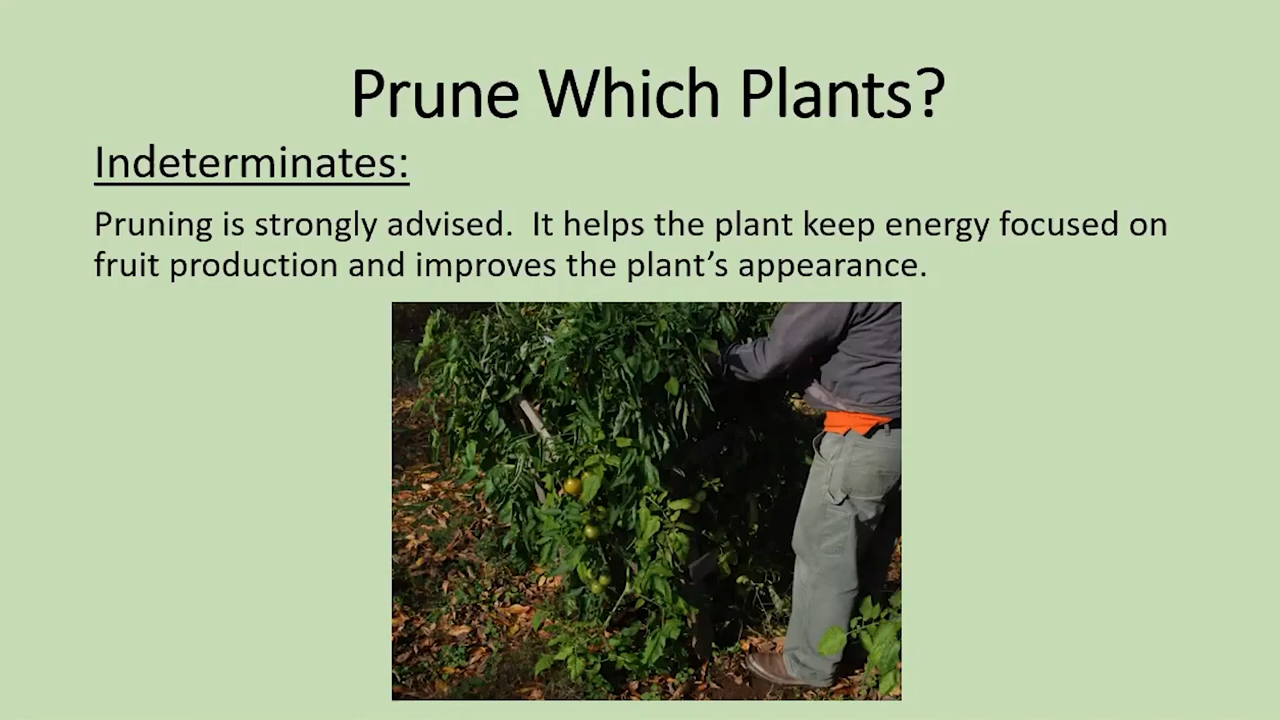 Prune Which Plants?
Indeterminates:
Pruning is strongly advised.  It helps the plant keep energy focused on
fruit production and improves the plant’s appearance.